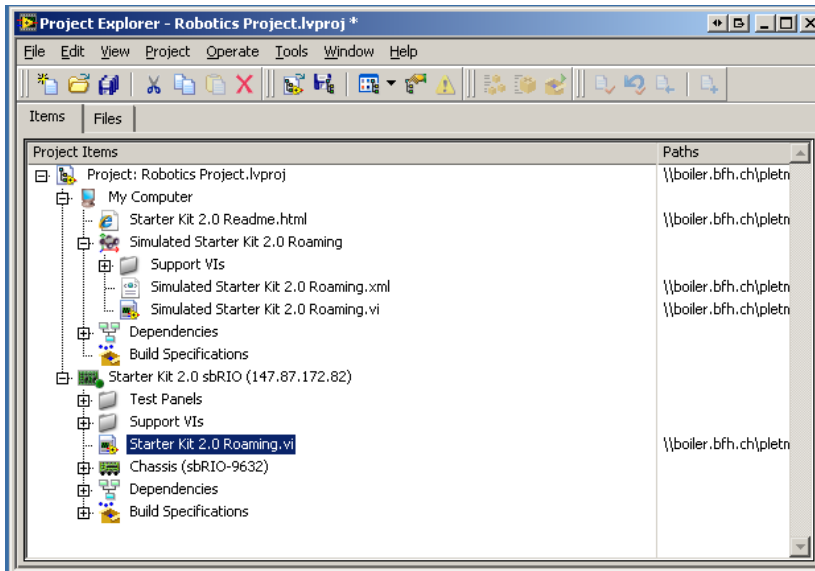 Project Explorer - Robotics Project.lvproj *
File Edit View Project Operate Tools Window Help
Items Files
Project Items Paths
Project: Robotics Project.lvproj \\boiler.bfh.ch\pletn
My Computer
Starter Kit 2.0 Readme.html \\boiler.bfh.ch\pletn
Simulated Starter Kit 2.0 Roaming
Support VIs
Simulated Starter Kit 2.0 Roaming.xml \\boiler.bfh.ch\pletn
Simulated Starter Kit 2.0 Roaming.vi \\boiler.bfh.ch\pletn
Dependencies
Build Specifications
Starter Kit 2.0 sbRIO (147.87.172.82)
Test Panels
Support VIs
Starter Kit 2.0 Roaming.vi \\boiler.bfh.ch\pletn
Chassis (sbRIO-9632)
Dependencies
Build Specifications